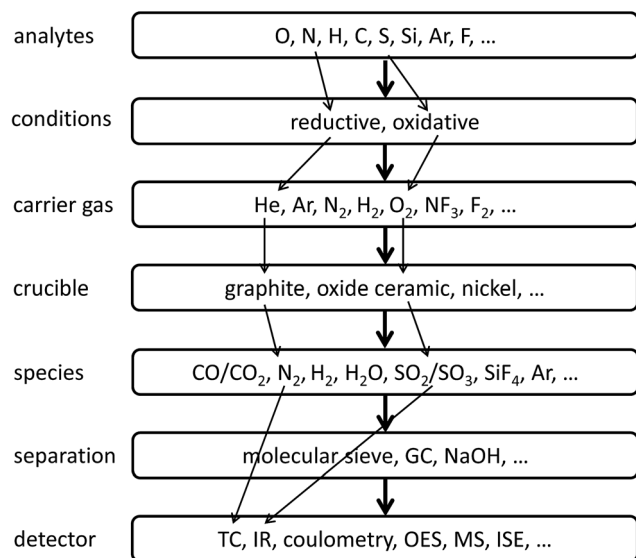 analytes
O, N, H, C, S, Si, Ar, F, ...
conditions
reductive, oxidative
carrier gas
He, Ar, N₂, H₂, O₂, NF₃, F₂, ...
crucible
graphite, oxide ceramic, nickel, ...
species
CO/CO₂, N₂, H₂, H₂O, SO₂/SO₃, SiF₄, Ar, ...
separation
molecular sieve, GC, NaOH, ...
detector
TC, IR, coulometry, OES, MS, ISE, ...